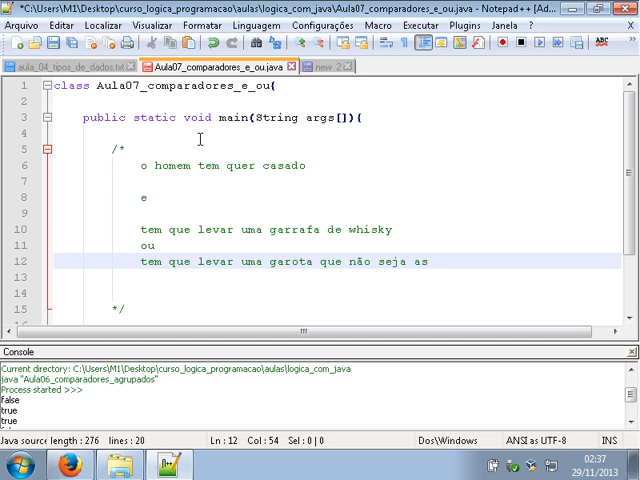 *C:\Users\M1\Desktop\curso_logica_programacao\aulas\logica_com_java\Aula07_comparadores_e_ou.java - Notepad++ [Ad...
Arquivo Editar Localizar Visualizar Formatar Linguagem Configurações Macro Executar Plugins Janela ?
aula_04_tipos_de_dados.txt Aula07_comparadores_e_ou.java new 2
1 class Aula07_comparadores_e_ou{
2
3 public static void main(String args[]){
4
5 /*
6 o homem tem quer casado
7
8 e
9
10 tem que levar uma garrafa de whisky
11 ou
12 tem que levar uma garota que não seja as
13
14
15 */
Console
Current directory: C:\Users\M1\Desktop\curso_logica_programacao\aulas\logica_com_java
java "Aula06_comparadores_agrupados"
Process started >>>
false
true
true
Java source length : 276 lines : 20 Ln : 12 Col : 54 Sel : 0 | 0 Dos\Windows ANSI as UTF-8 INS
02:37
29/11/2013